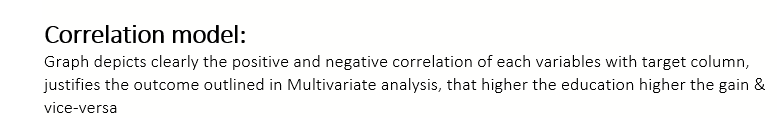 Correlation model:
Graph depicts clearly the positive and negative correlation of each variables with target column,
justifies the outcome outlined in Multivariate analysis, that higher the education higher the gain &
vice-versa